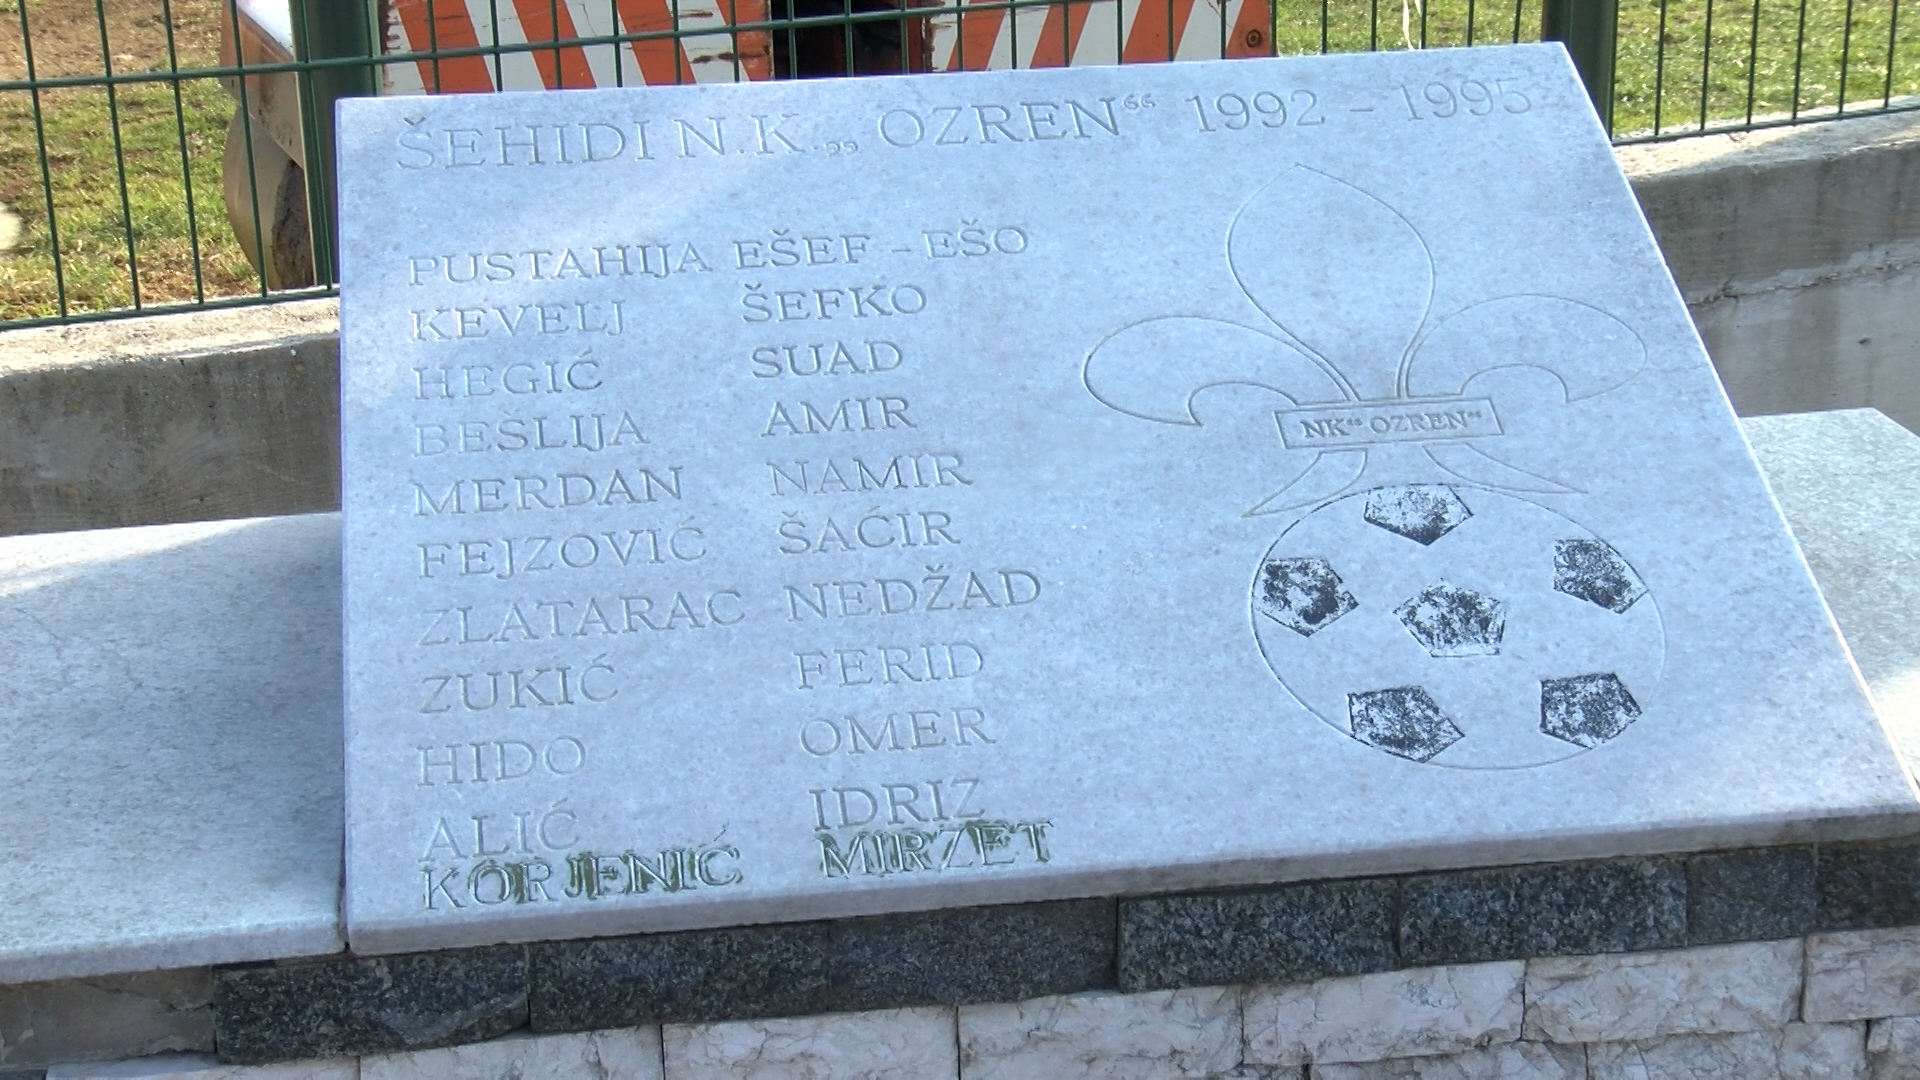 ŠEHIDI N.K.„ OZREN“ 1992 - 1995
PUSTAHIJA EŠEF - EŠO
KEVELJ ŠEFKO
HEGIĆ SUAD
BEŠLIJA AMIR
MERDAN NAMIR
FEJZOVIĆ ŠAĆIR
ZLATARAC NEDŽAD
ZUKIĆ FERID
HIDO OMER
ALIĆ IDRIZ
KORJENIĆ MIRZET
NK“ OZREN“